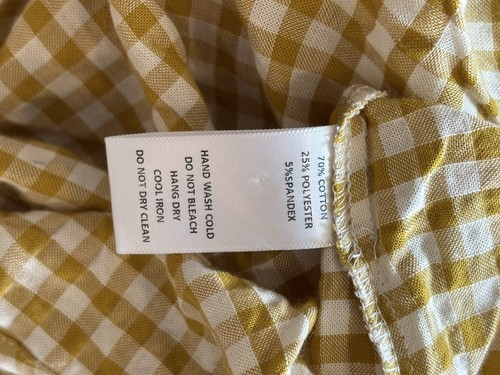 70% COTTON
25% POLYESTER
5%SPANDEX
HAND WASH COLD
DO NOT BLEACH
HANG DRY
COOL IRON
DO NOT DRY CLEAN